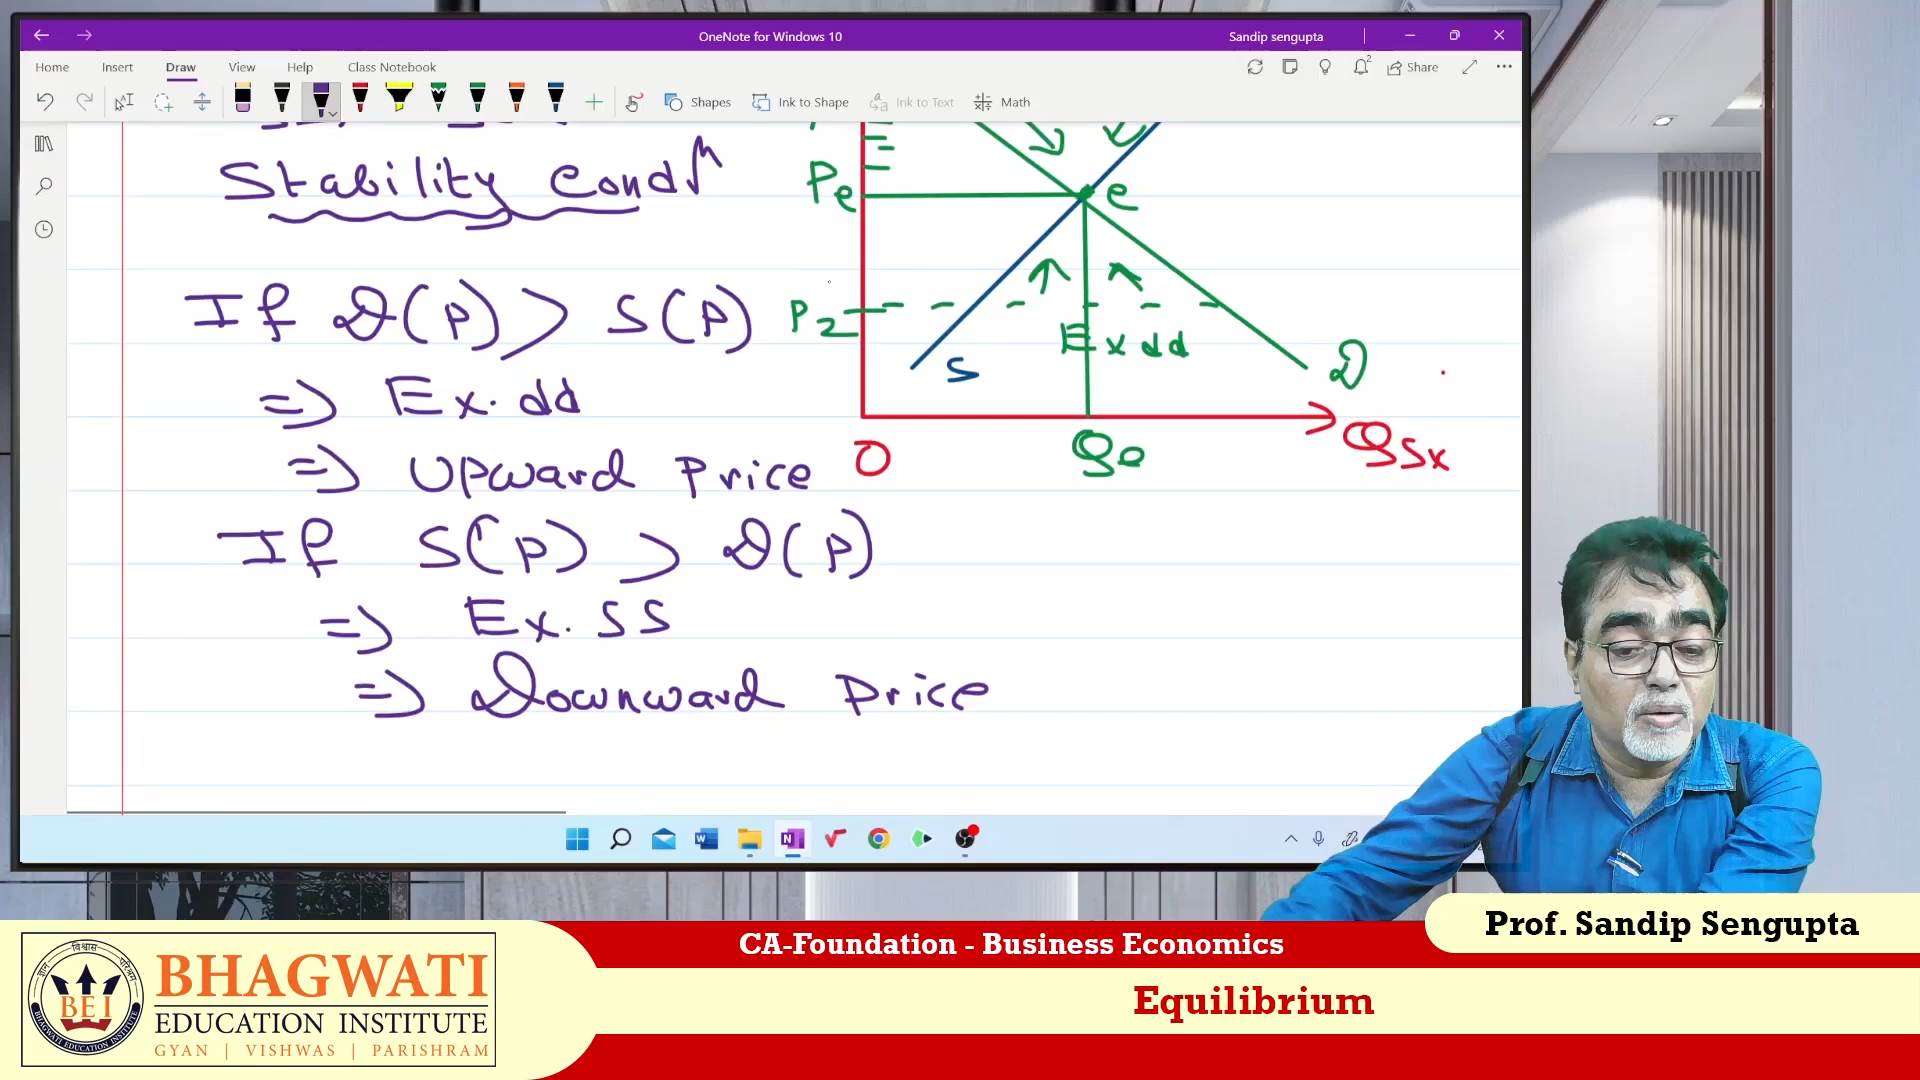 OneNote for Windows 10
Sandip sengupta
Home Insert Draw View Help Class Notebook
Share
Shapes Ink to Shape Ink to Text Math
Stability Condn
If D(P) > S(P)
=> Ex. dd
=> Upward Price
If S(P) > D(P)
=> Ex. SS
=> Downward Price
Pe
e
P2
Ex dd
S
D
O
Qe
QSx
Prof. Sandip Sengupta
CA-Foundation - Business Economics
Equilibrium
विश्वास
BEI
BHAGWATI
EDUCATION INSTITUTE
GYAN | VISHWAS | PARISHRAM